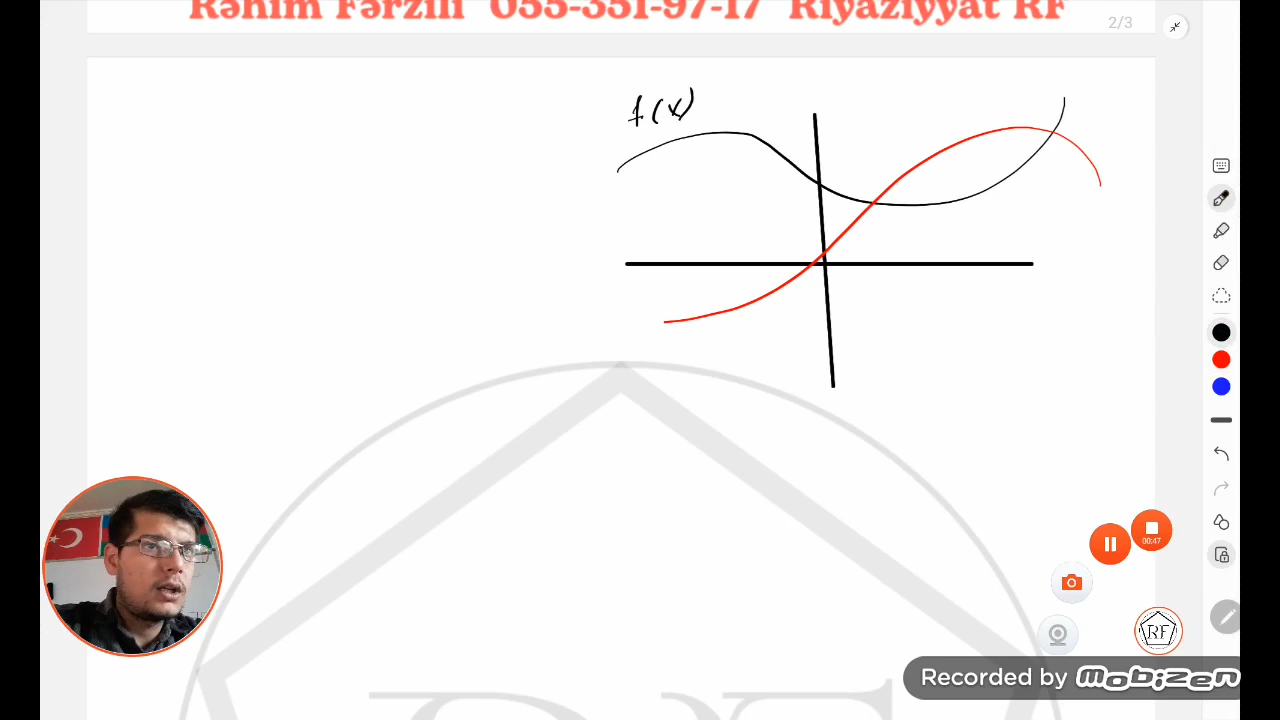 Rəhim Fərzili 055-351-97-17 Riyaziyyat RF
2/3
f(x)
00:47
RF
Recorded by mobizen